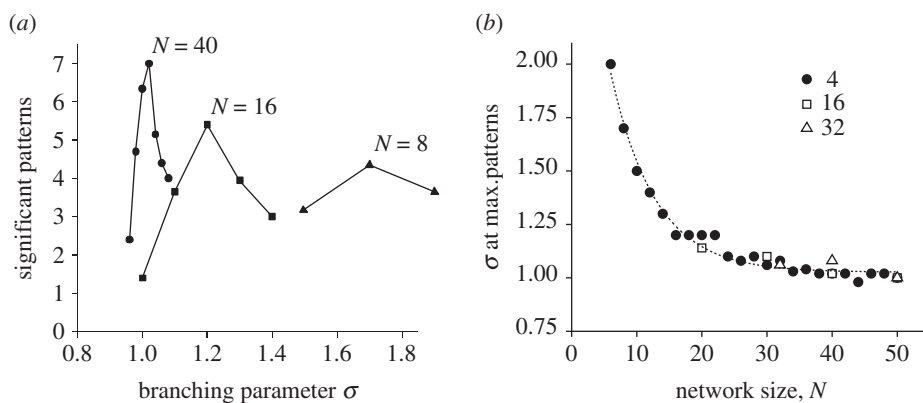 (a)
N = 40
N = 16
N = 8
significant patterns
7
6
5
4
3
2
1
0
0.8 1.0 1.2 1.4 1.6 1.8
branching parameter σ
(b)
σ at max.patterns
2.00
1.75
1.50
1.25
1.00
0.75
4
16
32
0 10 20 30 40 50
network size, N